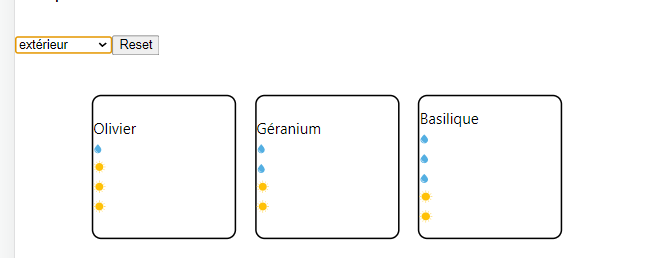 extérieur
Reset
Olivier
Géranium
Basilique